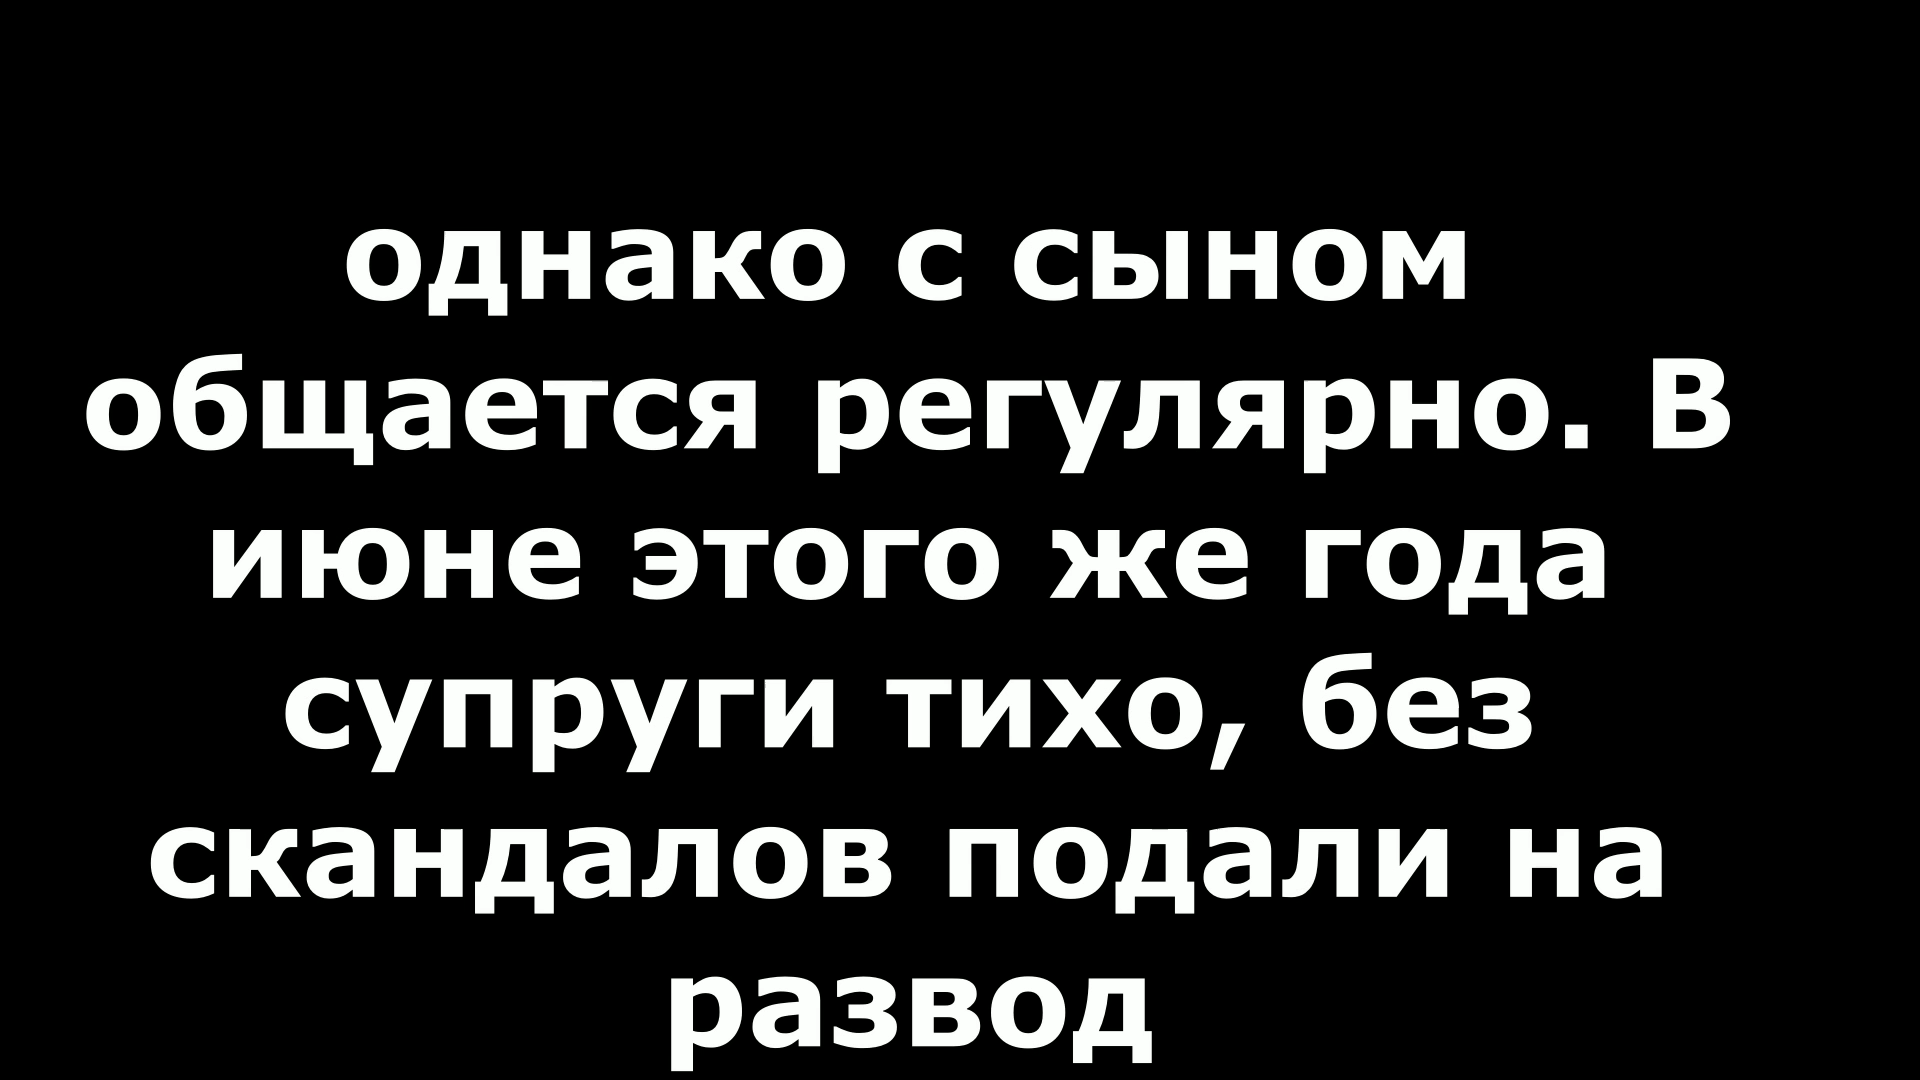 однако с сыном
общается регулярно. В
июне этого же года
супруги тихо, без
скандалов подали на
развод